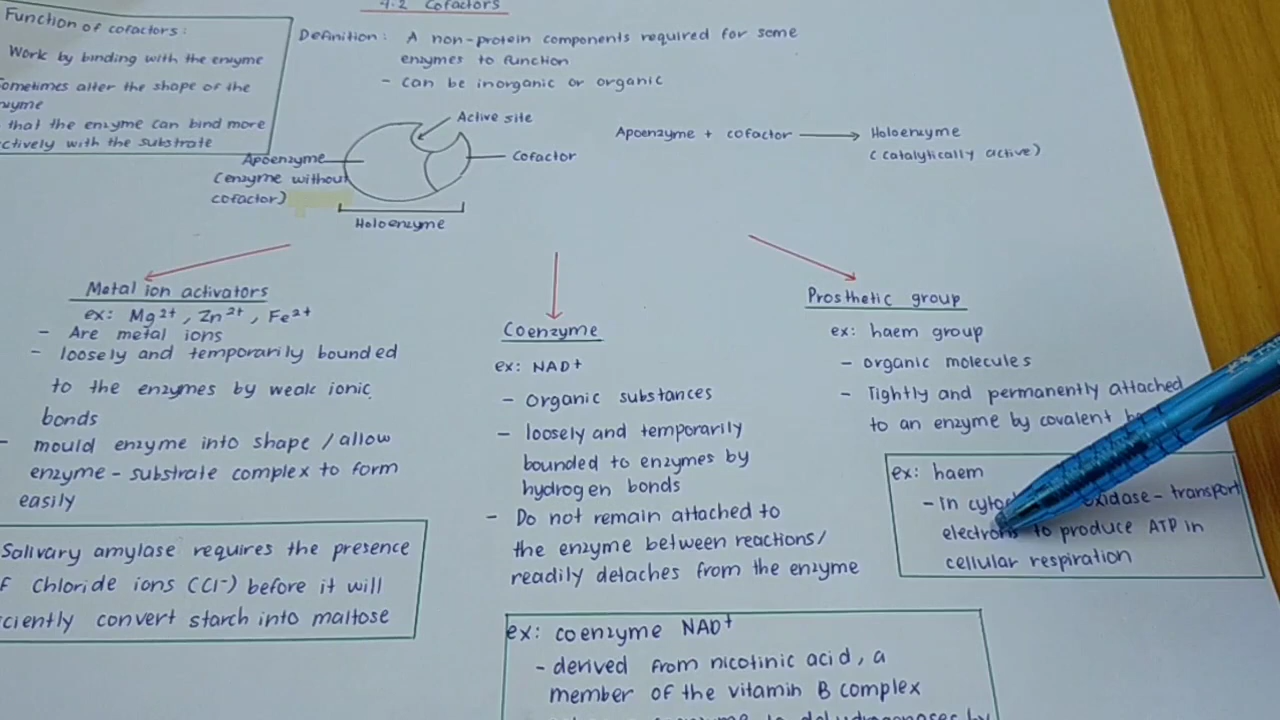 4.2 Cofactors
Function of cofactors:
Work by binding with the enzyme
Sometimes alter the shape of the
enzyme
that the enzyme can bind more
ctively with the substrate
Definition: A non-protein components required for some
enzymes to function
- can be inorganic or organic
Active site
Apoenzyme
(enzyme without
cofactor)
Cofactor
Holoenzyme
Apoenzyme + cofactor → Holoenzyme
(catalytically active)
Metal ion activators
ex: Mg²⁺, Zn²⁺, Fe²⁺
- Are metal ions
- loosely and temporarily bounded
to the enzymes by weak ionic
bonds
- mould enzyme into shape / allow
enzyme - substrate complex to form
easily
Salivary amylase requires the presence
chloride ions (Cl⁻) before it will
ciently convert starch into maltose
Coenzyme
ex: NAD⁺
- organic substances
- loosely and temporarily
bounded to enzymes by
hydrogen bonds
- Do not remain attached to
the enzyme between reactions/
readily detaches from the enzyme
ex: coenzyme NAD⁺
- derived from nicotinic acid, a
member of the vitamin B complex
Prosthetic group
ex: haem group
- organic molecules
- Tightly and permanently attached
to an enzyme by covalent
ex: haem
- In oxidase - transport
electrons to produce ATP in
cellular respiration